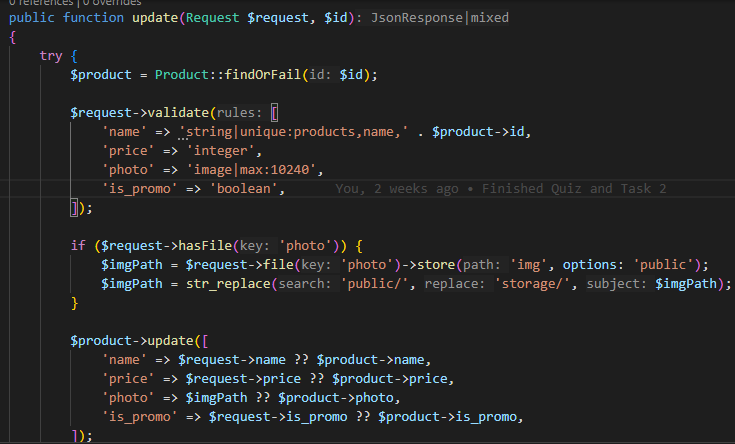 0 references | 0 overrides
public function update(Request $request, $id): JsonResponse|mixed
{
    try {
        $product = Product::findOrFail(id: $id);

        $request->validate(rules: [
            'name' => 'string|unique:products,name,' . $product->id,
            'price' => 'integer',
            'photo' => 'image|max:10240',
            'is_promo' => 'boolean',     You, 2 weeks ago • Finished Quiz and Task 2
        ]);

        if ($request->hasFile(key: 'photo')) {
            $imgPath = $request->file(key: 'photo')->store(path: 'img', options: 'public');
            $imgPath = str_replace(search: 'public/', replace: 'storage/', subject: $imgPath);
        }

        $product->update([
            'name' => $request->name ?? $product->name,
            'price' => $request->price ?? $product->price,
            'photo' => $imgPath ?? $product->photo,
            'is_promo' => $request->is_promo ?? $product->is_promo,
        ]);